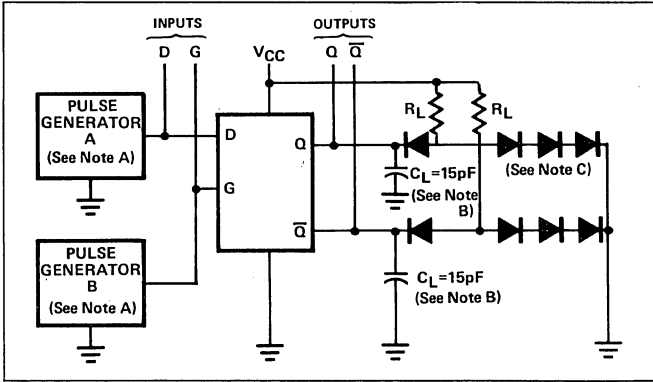 INPUTS
D G
OUTPUTS
Q Q̅
VCC
RL
RL
PULSE
GENERATOR
A
(See Note A)
D
Q
G
Q̅
CL=15pF
(See Note
B)
(See Note C)
PULSE
GENERATOR
B
(See Note A)
CL=15pF
(See Note B)